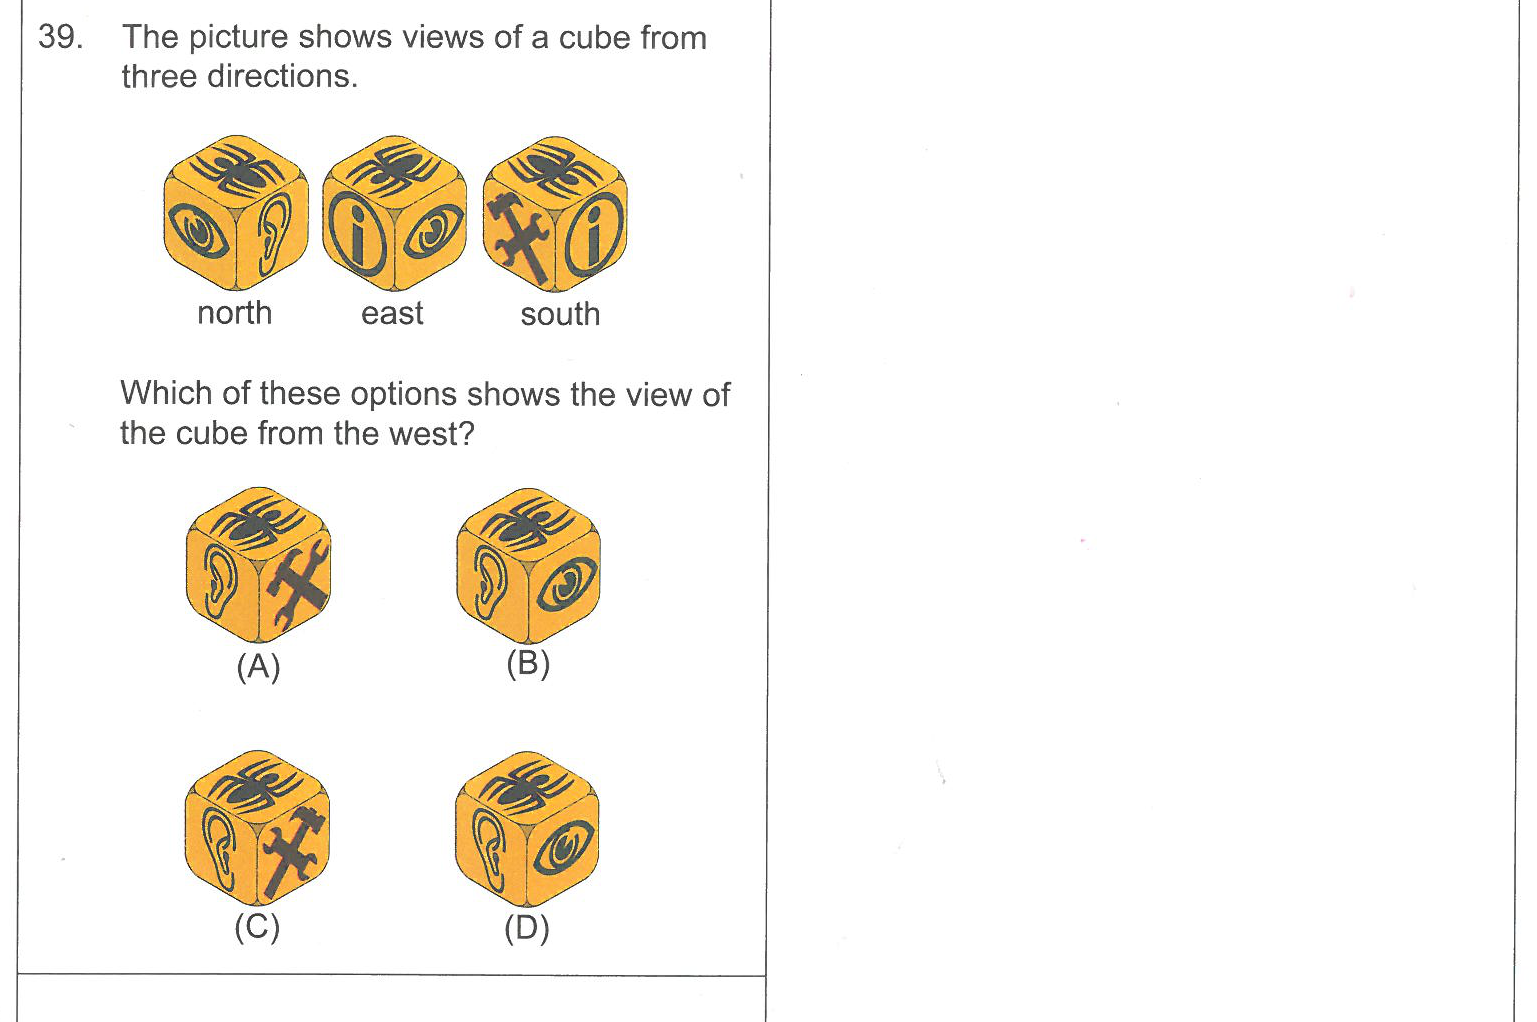 39. The picture shows views of a cube from
three directions.
north east south
Which of these options shows the view of
the cube from the west?
(A) (B)
(C) (D)